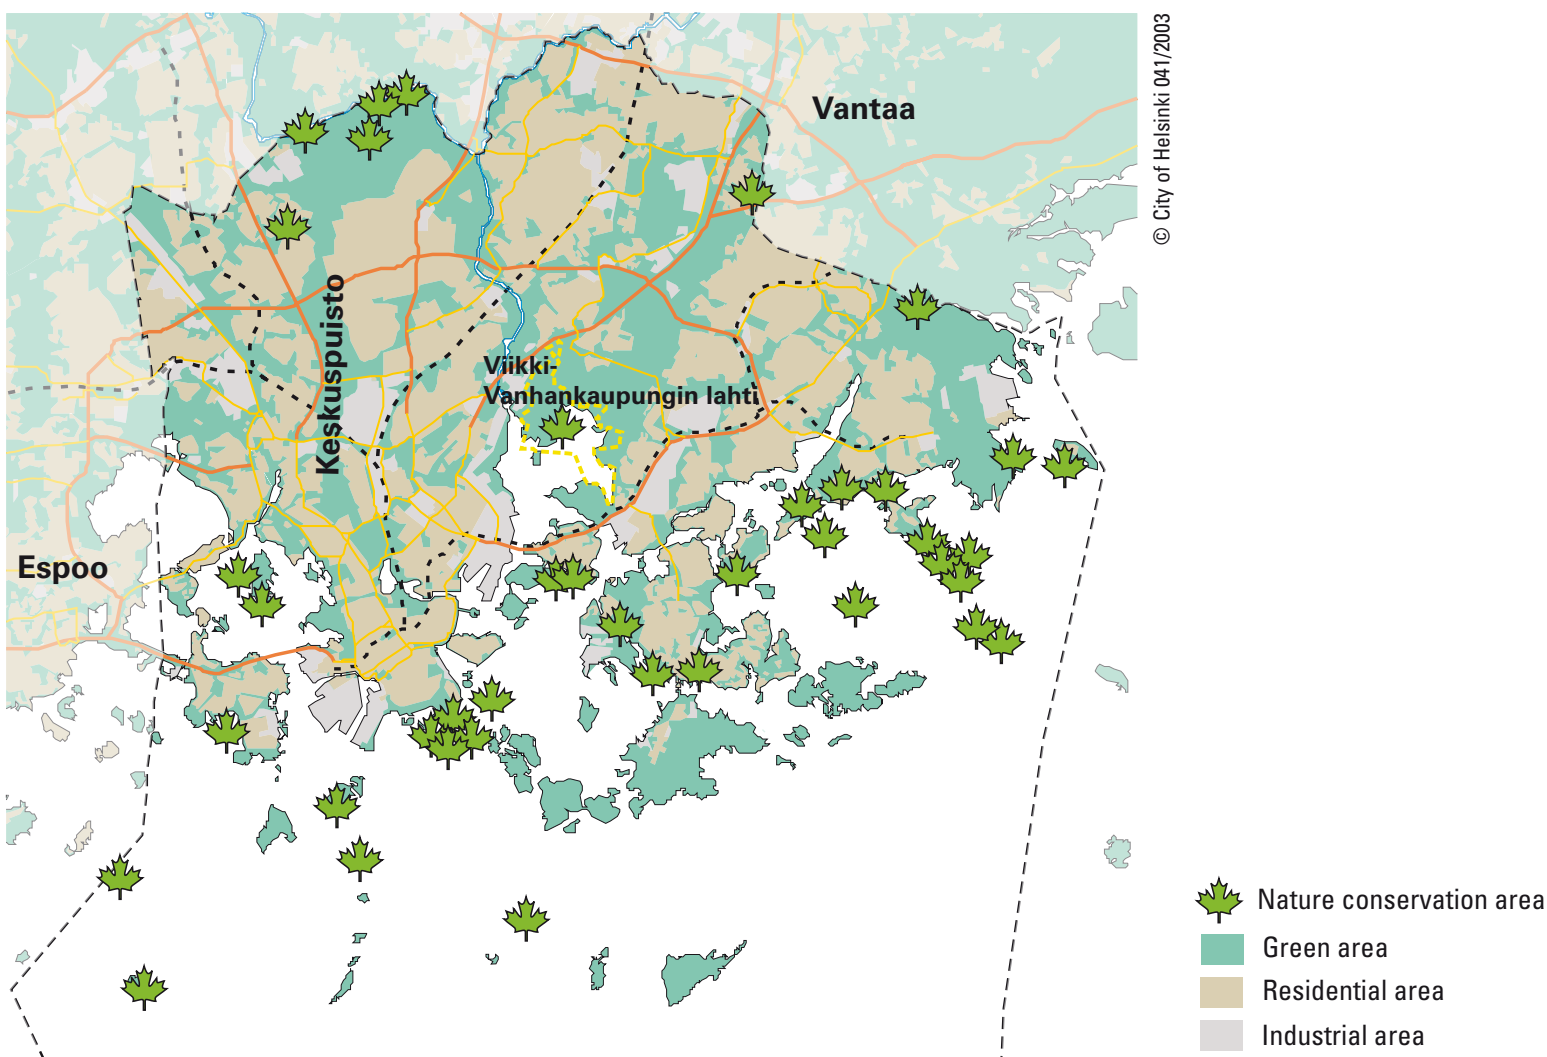 Vantaa
© City of Helsinki 041/2003
Keskuspuisto
Viikki-
Vanhankaupungin lahti
Espoo
Nature conservation area
Green area
Residential area
Industrial area